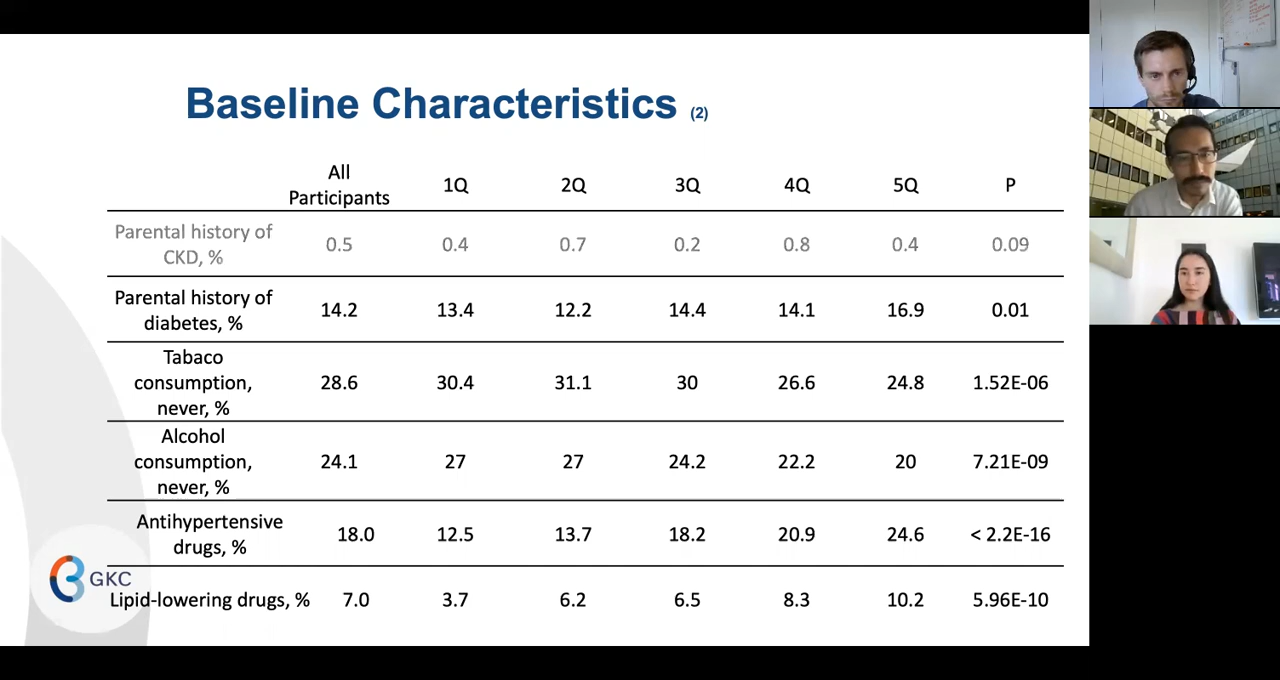 Baseline Characteristics (2)
All
Participants
1Q 2Q 3Q 4Q 5Q P
Parental history of
CKD, %
0.5 0.4 0.7 0.2 0.8 0.4 0.09
Parental history of
diabetes, %
14.2 13.4 12.2 14.4 14.1 16.9 0.01
Tabaco
consumption,
never, %
28.6 30.4 31.1 30 26.6 24.8 1.52E-06
Alcohol
consumption,
never, %
24.1 27 27 24.2 22.2 20 7.21E-09
Antihypertensive
drugs, %
18.0 12.5 13.7 18.2 20.9 24.6 < 2.2E-16
GKC
Lipid-lowering drugs, % 7.0 3.7 6.2 6.5 8.3 10.2 5.96E-10